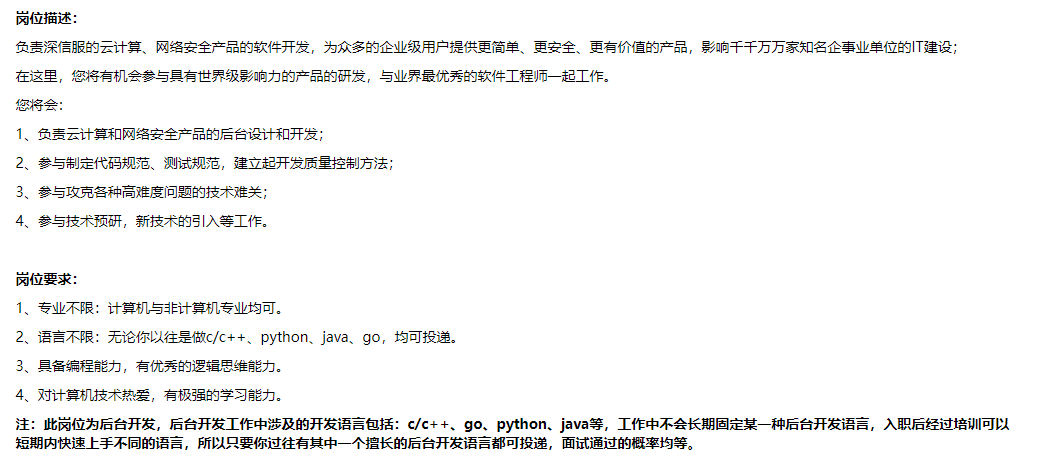 岗位描述：
负责深信服的云计算、网络安全产品的软件开发，为众多的企业级用户提供更简单、更安全、更有价值的产品，影响千千万万家知名企事业单位的IT建设；
在这里，您将有机会参与具有世界级影响力的产品的研发，与业界最优秀的软件工程师一起工作。
您将会：
1、负责云计算和网络安全产品的后台设计和开发；
2、参与制定代码规范、测试规范，建立起开发质量控制方法；
3、参与攻克各种高难度问题的技术难关；
4、参与技术预研，新技术的引入等工作。
岗位要求：
1、专业不限：计算机与非计算机专业均可。
2、语言不限：无论你以往是做c/c++、python、java、go，均可投递。
3、具备编程能力，有优秀的逻辑思维能力。
4、对计算机技术热爱，有极强的学习能力。
注：此岗位为后台开发，后台开发工作中涉及的开发语言包括：c/c++、go、python、java等，工作中不会长期固定某一种后台开发语言，入职后经过培训可以
短期内快速上手不同的语言，所以只要你过往有其中一个擅长的后台开发语言都可投递，面试通过的概率均等。